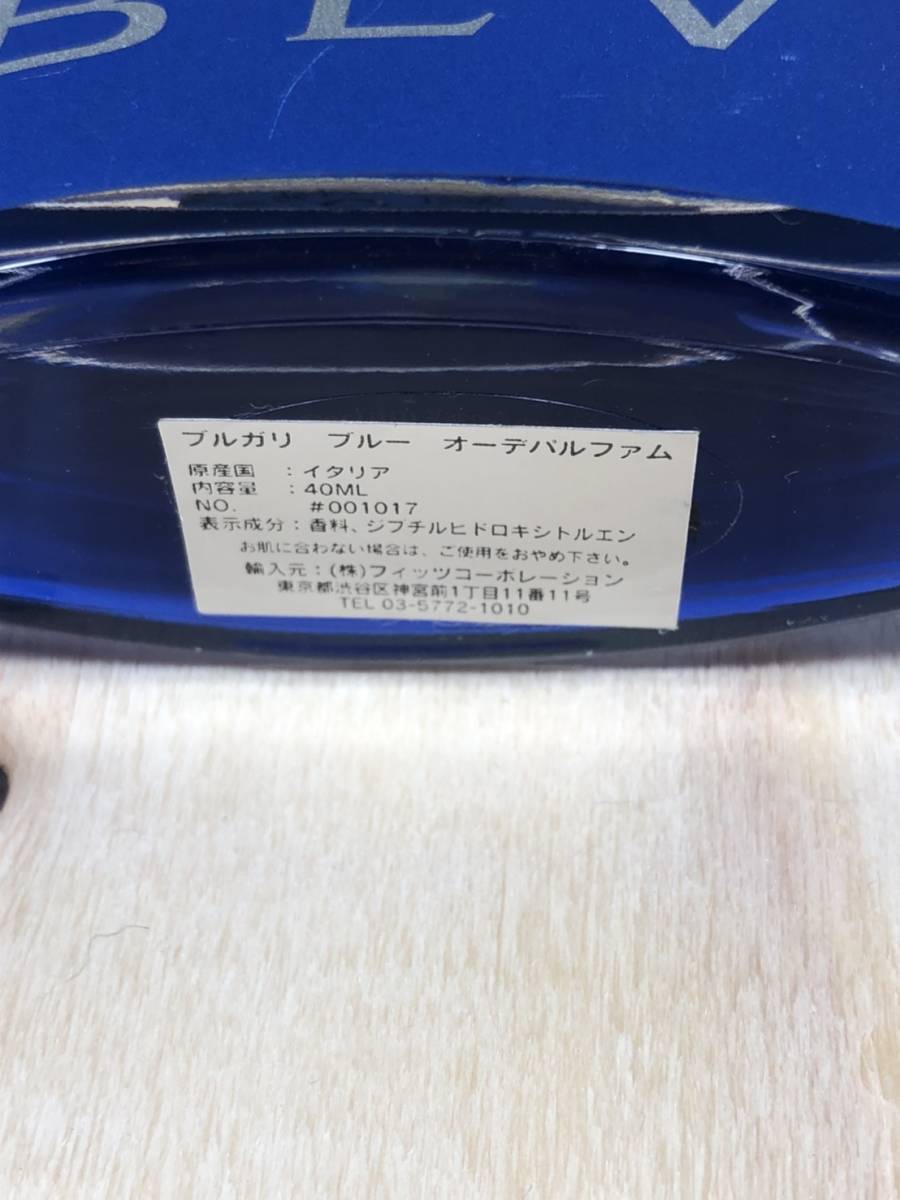 BLV
ブルガリ ブルー オーデパルファム
原産国 : イタリア
内容量 : 40ML
NO. #001017
表示成分 : 香料、ジブチルヒドロキシトルエン
お肌に合わない場合は、ご使用をおやめ下さい。
輸入元 : (株)フィッツコーポレーション
東京都渋谷区神宮前1丁目11番11号
TEL 03-5772-1010